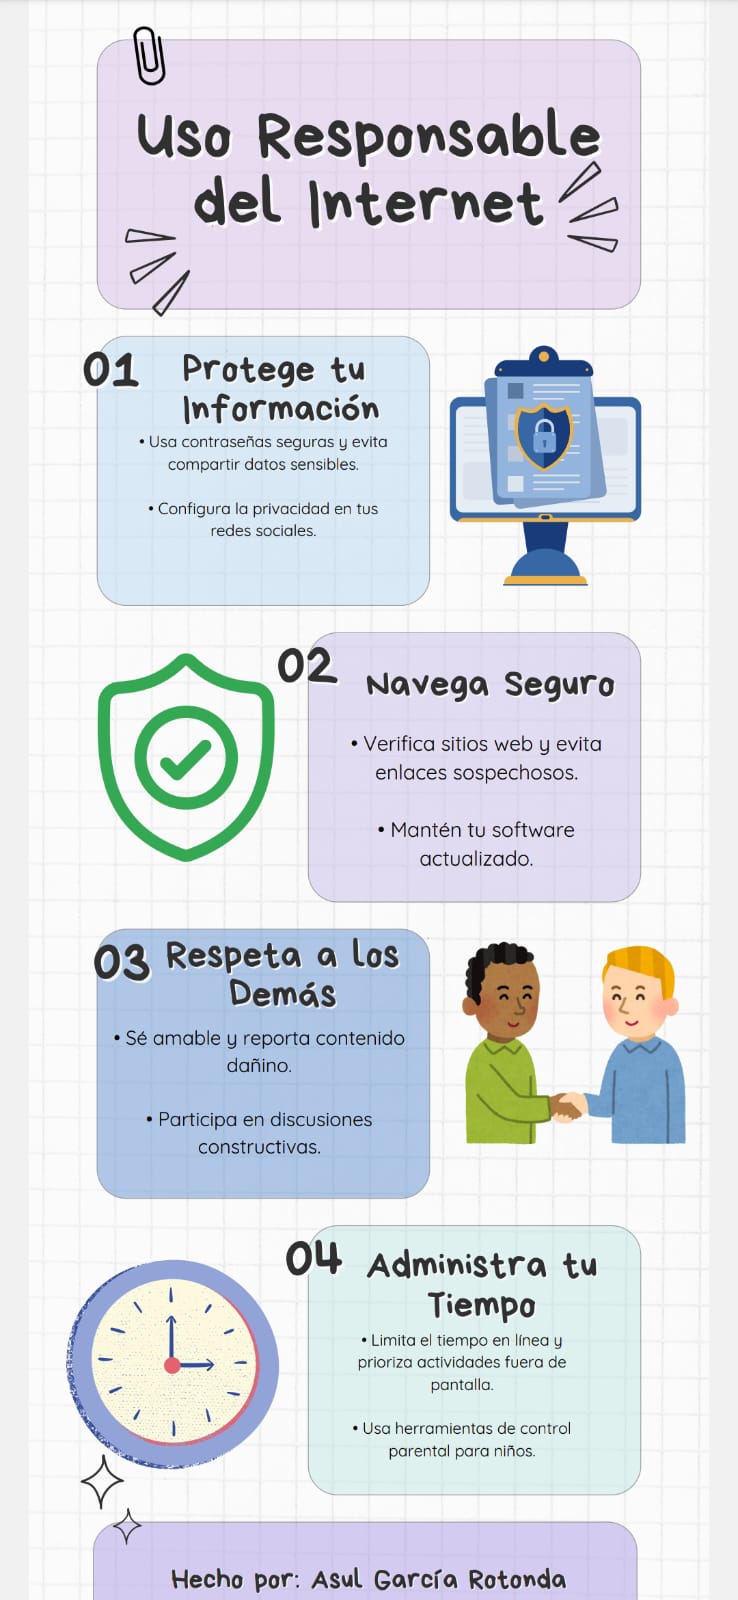 Uso Responsable
del Internet
01
Protege tu
Información
• Usa contraseñas seguras y evita
compartir datos sensibles.
• Configura la privacidad en tus
redes sociales.
02
Navega Seguro
• Verifica sitios web y evita
enlaces sospechosos.
• Mantén tu software
actualizado.
03
Respeta a los
Demás
• Sé amable y reporta contenido
dañino.
• Participa en discusiones
constructivas.
04
Administra tu
Tiempo
• Limita el tiempo en línea y
prioriza actividades fuera de
pantalla.
• Usa herramientas de control
parental para niños.
Hecho por: Asul García Rotonda